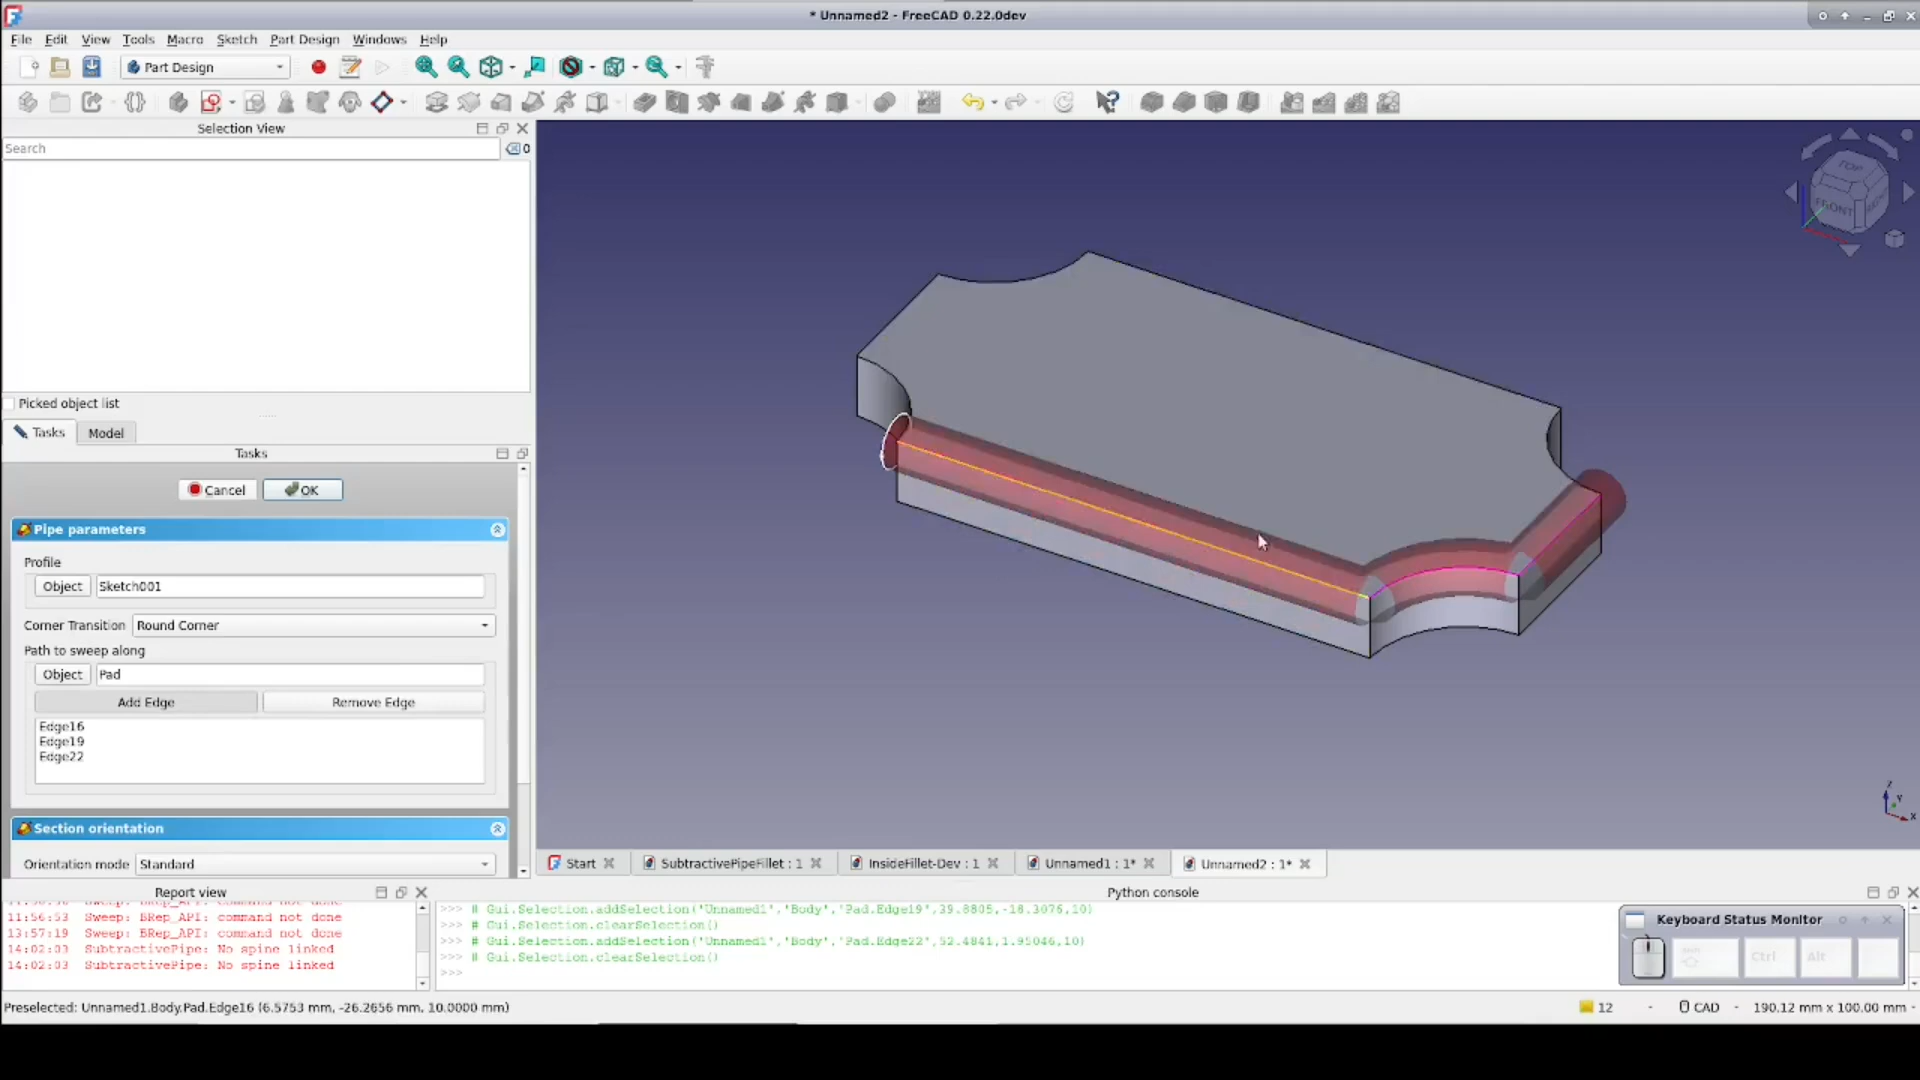 * Unnamed2 - FreeCAD 0.22.0dev
File Edit View Tools Macro Sketch Part Design Windows Help
Part Design
Selection View
Search
0
Picked object list
Tasks Model
Tasks
Cancel OK
Pipe parameters
Profile
Object Sketch001
Corner Transition Round Corner
Path to sweep along
Object Pad
Add Edge Remove Edge
Edge16
Edge19
Edge22
Section orientation
Orientation mode Standard
TOP
FRONT
Z
Y
X
Start SubtractivePipeFillet : 1 InsideFillet-Dev : 1 Unnamed1 : 1* Unnamed2 : 1*
Report view
Sweep: BRep_API: command not done
11:56:53 Sweep: BRep_API: command not done
13:57:19 Sweep: BRep_API: command not done
14:02:03 SubtractivePipe: No spine linked
14:02:03 SubtractivePipe: No spine linked
Python console
>>> # Gui.Selection.addSelection('Unnamed1','Body','Pad.Edge19',39.8805,-18.3076,10)
>>> # Gui.Selection.clearSelection()
>>> # Gui.Selection.addSelection('Unnamed1','Body','Pad.Edge22',52.4841,1.95046,10)
>>> # Gui.Selection.clearSelection()
>>>
Keyboard Status Monitor
Ctrl Alt
Preselected: Unnamed1.Body.Pad.Edge16 (6.5753 mm, -26.2656 mm, 10.0000 mm)
12 - CAD - 190.12 mm x 100.00 mm -